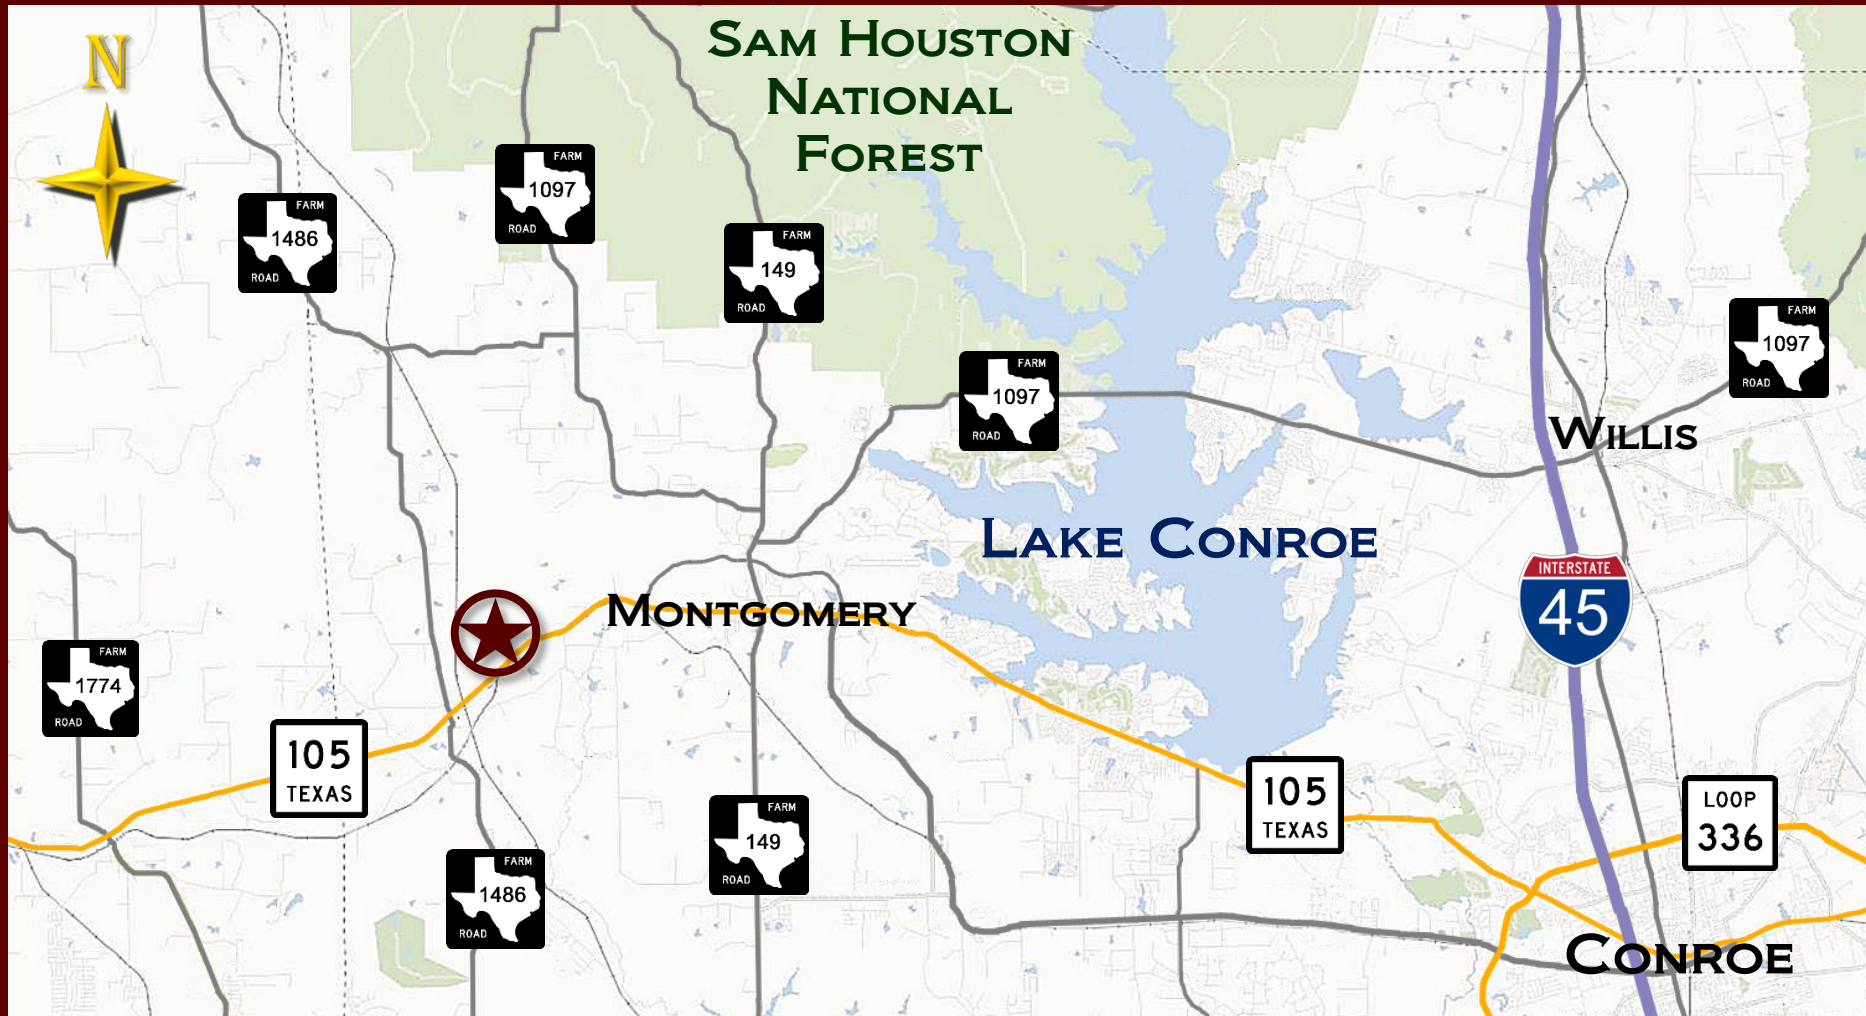 N
SAM HOUSTON
NATIONAL
FOREST
FARM
1097
ROAD
FARM
1486
ROAD
FARM
149
ROAD
FARM
1097
ROAD
FARM
1097
ROAD
WILLIS
LAKE CONROE
INTERSTATE
45
MONTGOMERY
FARM
1774
ROAD
105
TEXAS
105
TEXAS
LOOP
336
FARM
149
ROAD
FARM
1486
ROAD
CONROE